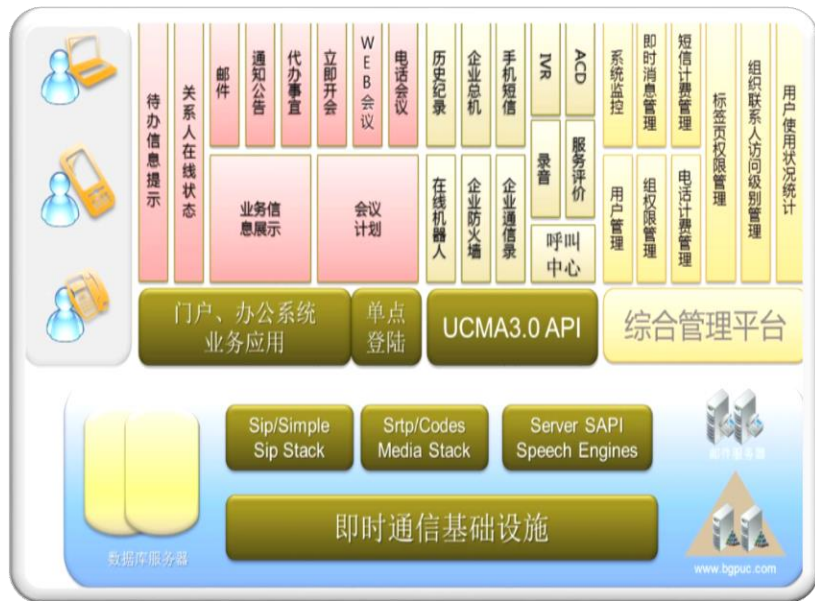 待办信息提示
关系人在线状态
邮件
通知公告
代办事宜
立即开会
WEB会议
电话会议
历史纪录
企业总机
手机短信
IVR
ACD
系统监控
即时消息管理
短信计费管理
标签页权限管理
组织联系人访问级别管理
用户使用状况统计
业务信
息展示
会议
计划
在线机器人
企业防火墙
企业通信录
录音
服务评价
呼叫
中心
用户管理
组权限管理
电话计费管理
门户、办公系统
业务应用
单点
登陆
UCMA3.0 API
综合管理平台
Sip/Simple
Sip Stack
Srtp/Codes
Media Stack
Server SAPI
Speech Engines
邮件服务器
即时通信基础设施
数据库服务器
www.bgpuc.com